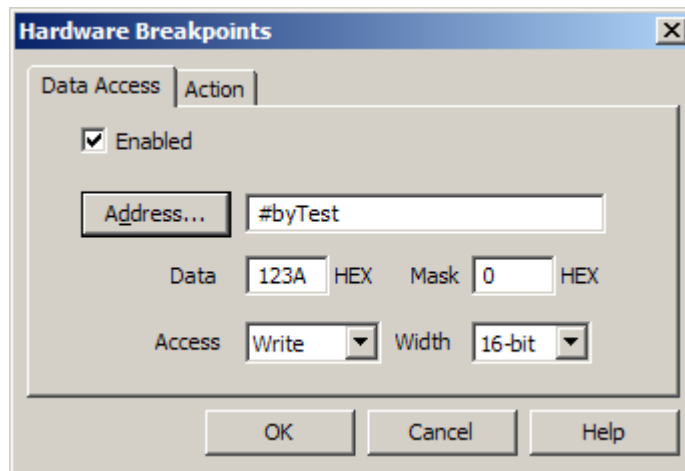 Hardware Breakpoints
Data Access Action
Enabled
Address... #byTest
Data 123A HEX Mask 0 HEX
Access Write Width 16-bit
OK Cancel Help